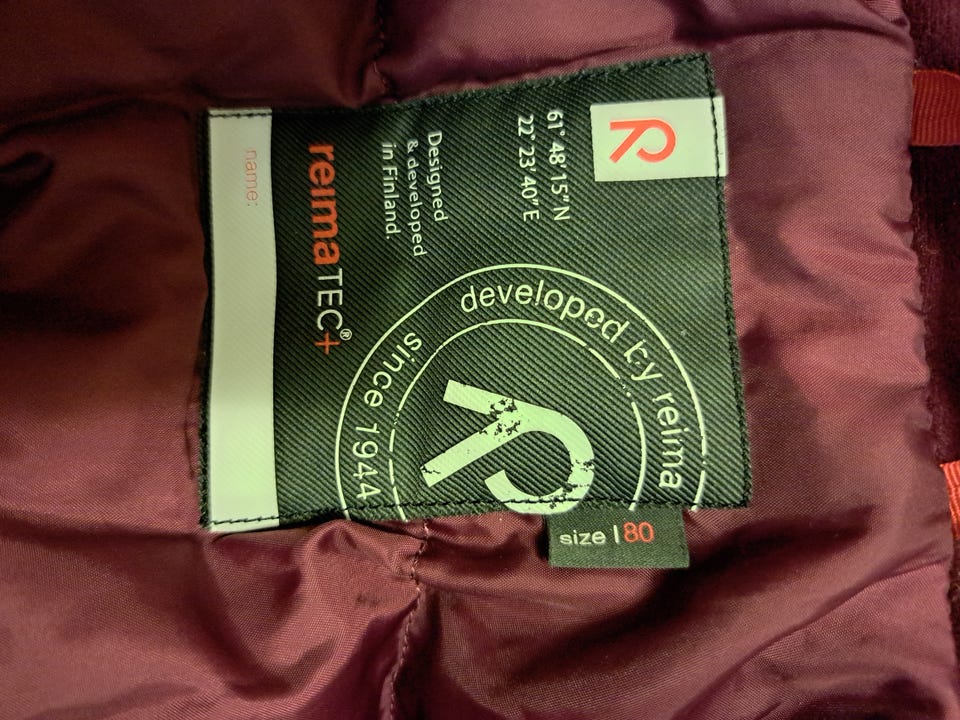 61° 48' 15" N
22° 23' 40" E
Designed
& developed
in Finland.
reimaTEC®+
name:
developed by reima
since 1944
size | 80